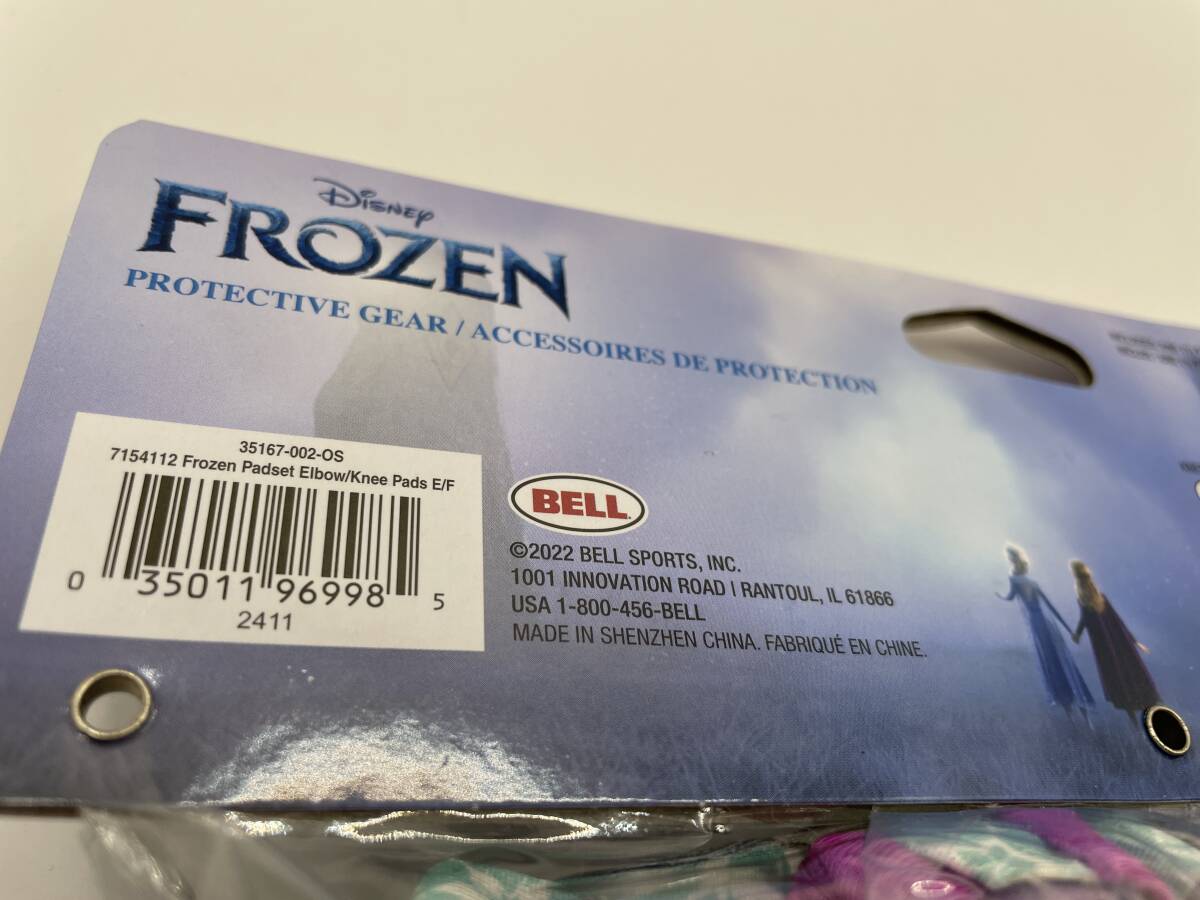 Disney
FROZEN
PROTECTIVE GEAR / ACCESSOIRES DE PROTECTION
35167-002-OS
7154112 Frozen Padset Elbow/Knee Pads E/F
0 35011 96998 5
2411
BELL
©2022 BELL SPORTS, INC.
1001 INNOVATION ROAD | RANTOUL, IL 61866
USA 1-800-456-BELL
MADE IN SHENZHEN CHINA. FABRIQUÉ EN CHINE.